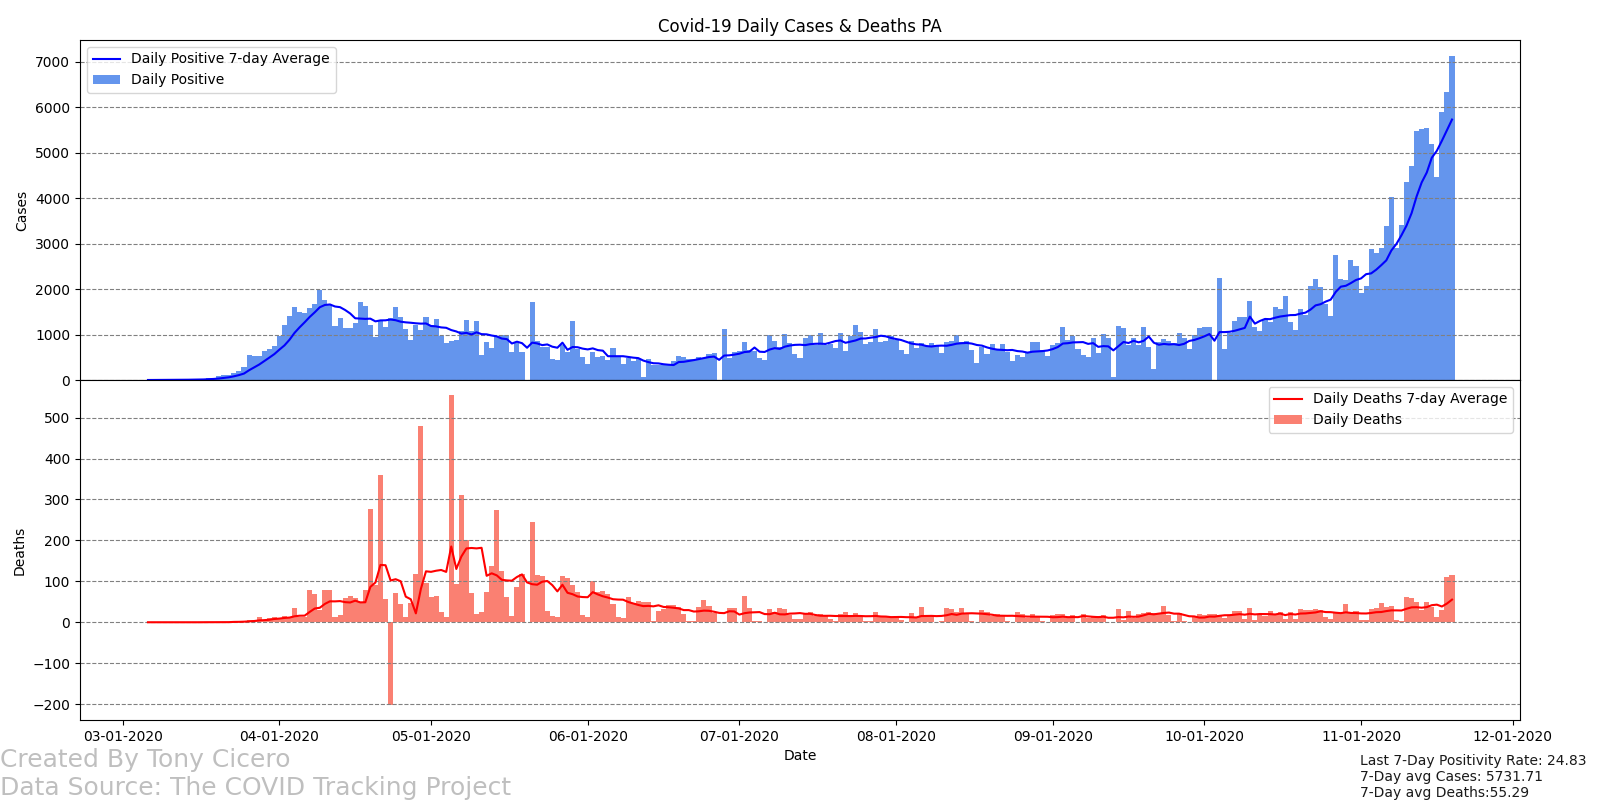 Covid-19 Daily Cases & Deaths PA
Daily Positive 7-day Average
Daily Positive
7000
6000
5000
4000
3000
2000
1000
0
Cases
Daily Deaths 7-day Average
Daily Deaths
500
400
300
200
100
0
−100
−200
Deaths
03-01-2020 04-01-2020 05-01-2020 06-01-2020 07-01-2020 08-01-2020 09-01-2020 10-01-2020 11-01-2020 12-01-2020
Date
Created By Tony Cicero
Data Source: The COVID Tracking Project
Last 7-Day Positivity Rate: 24.83
7-Day avg Cases: 5731.71
7-Day avg Deaths:55.29